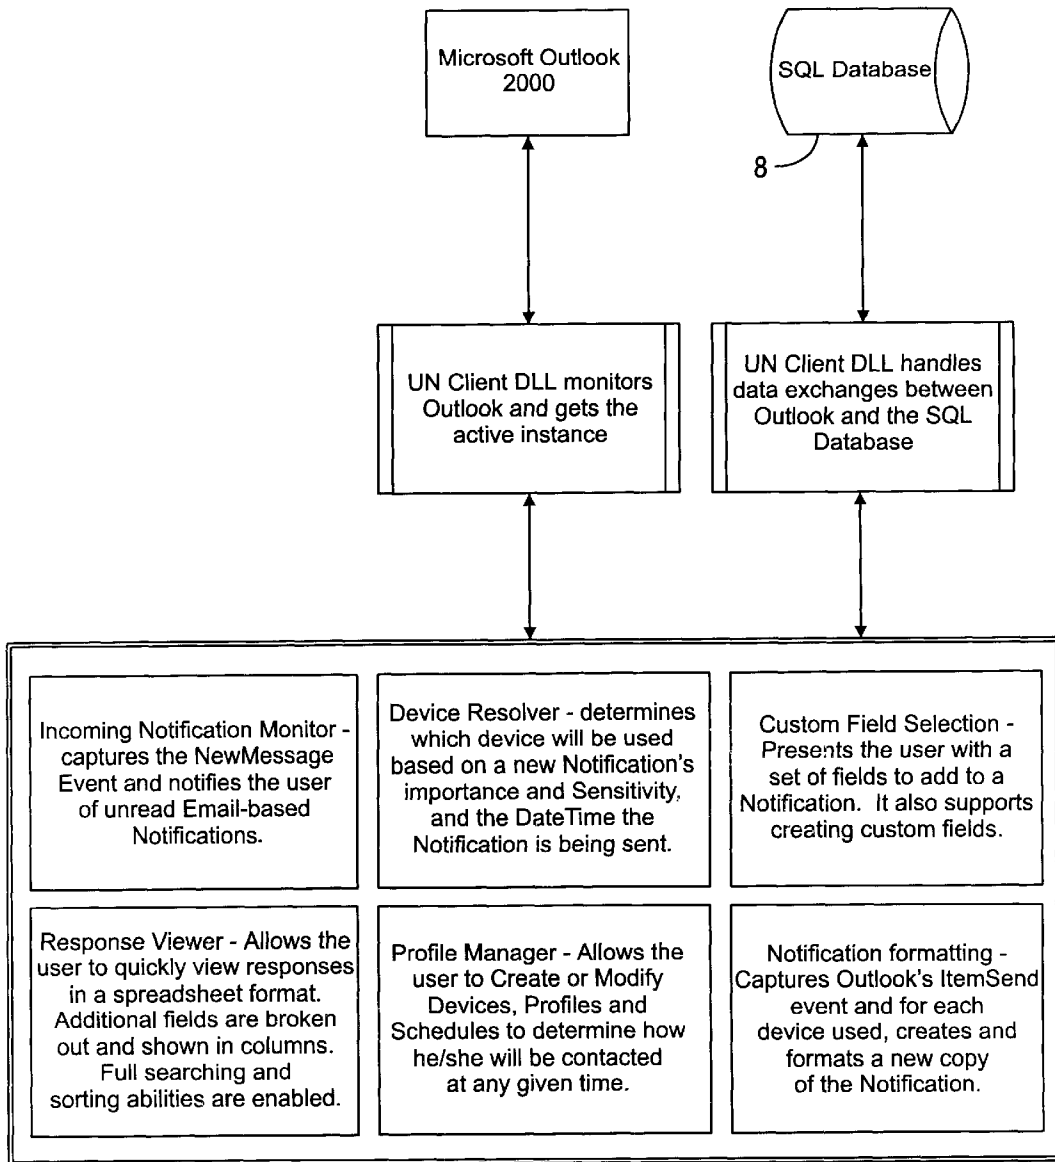 Microsoft Outlook
2000
SQL Database
8
UN Client DLL monitors
Outlook and gets the
active instance
UN Client DLL handles
data exchanges between
Outlook and the SQL
Database
Incoming Notification Monitor -
captures the NewMessage
Event and notifies the user
of unread Email-based
Notifications.
Device Resolver - determines
which device will be used
based on a new Notification's
importance and Sensitivity,
and the DateTime the
Notification is being sent.
Custom Field Selection -
Presents the user with a
set of fields to add to a
Notification. It also supports
creating custom fields.
Response Viewer - Allows the
user to quickly view responses
in a spreadsheet format.
Additional fields are broken
out and shown in columns.
Full searching and
sorting abilities are enabled.
Profile Manager - Allows the
user to Create or Modify
Devices, Profiles and
Schedules to determine how
he/she will be contacted
at any given time.
Notification formatting -
Captures Outlook's ItemSend
event and for each
device used, creates and
formats a new copy
of the Notification.